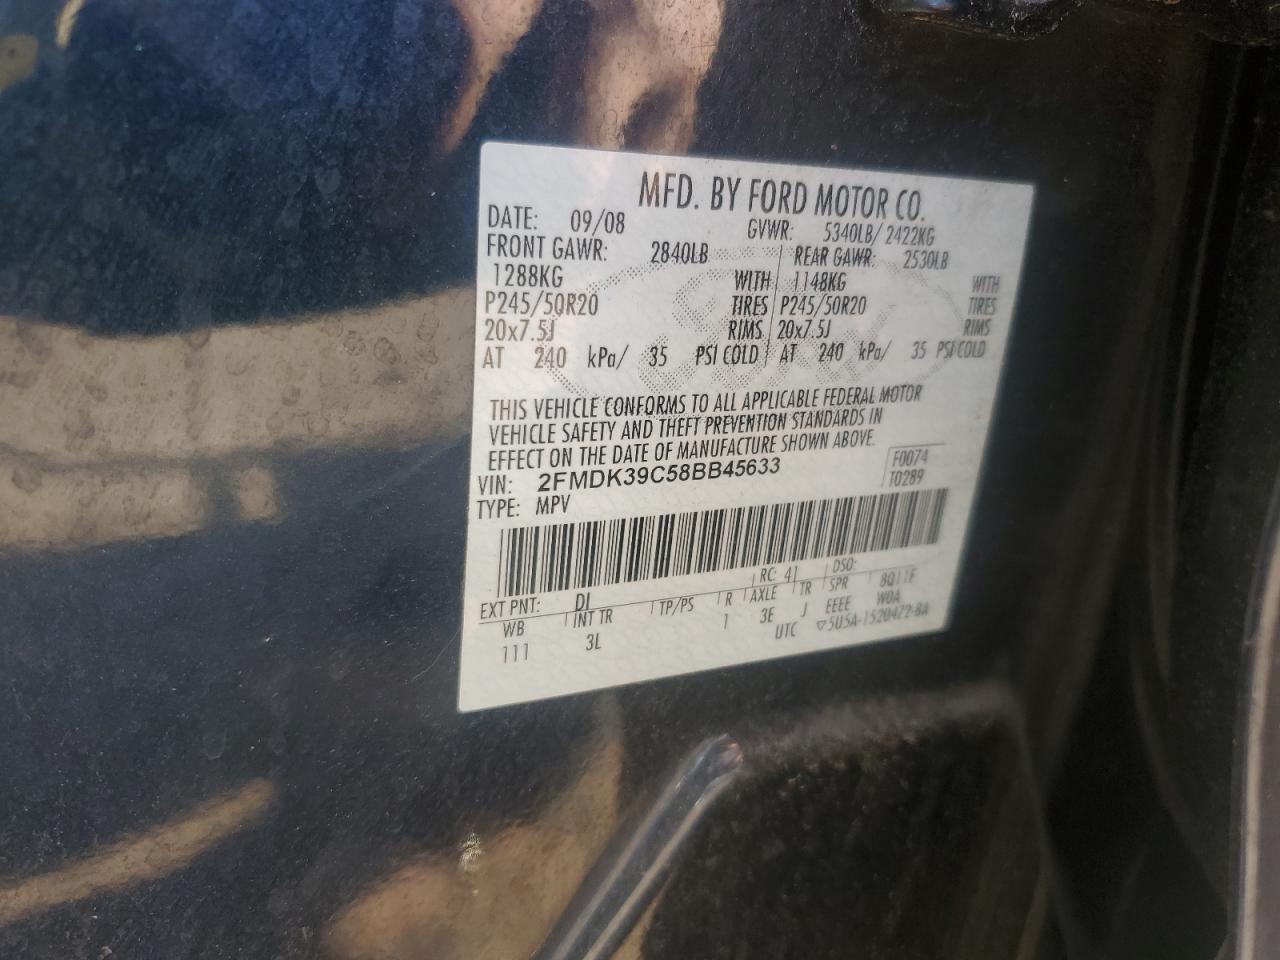 MFD. BY FORD MOTOR CO.
DATE: 09/08 GVWR: 5340LB/ 2422KG
FRONT GAWR: 2840LB REAR GAWR: 2530LB
1288KG WITH 1148KG WITH
P245/50R20 TIRES P245/50R20 TIRES
20x7.5J RIMS 20x7.5J RIMS
AT 240 kPa/ 35 PSI COLD AT 240 kPa/ 35 PSI COLD
THIS VEHICLE CONFORMS TO ALL APPLICABLE FEDERAL MOTOR
VEHICLE SAFETY AND THEFT PREVENTION STANDARDS IN
EFFECT ON THE DATE OF MANUFACTURE SHOWN ABOVE.
VIN: 2FMDK39C58BB45633 F0074
TYPE: MPV T0289
EXT PNT: DJ RC: 41 DSO:
WB INT TR TP/PS R AXLE TR SPR 8Q11F
111 3L 1 3E J EEEE W0A
UTC ▽5U5A-1520472-BA